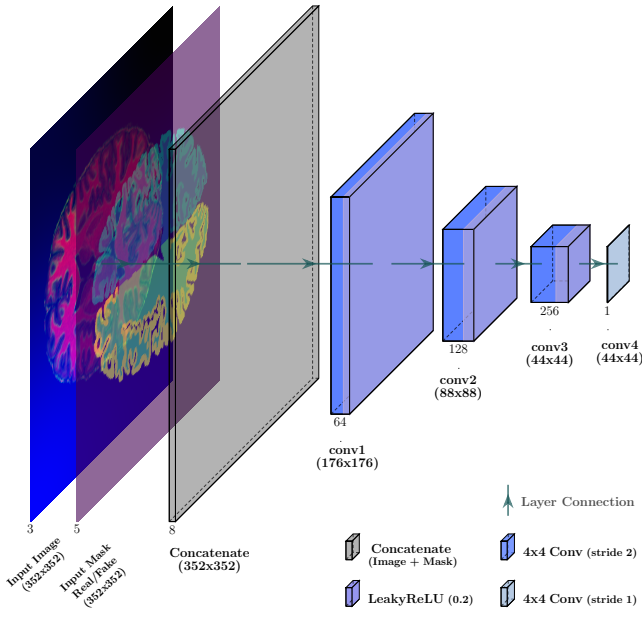 3
Input Image
(352x352)
5
Input Mask
Real/Fake
(352x352)
8
Concatenate
(352x352)
64
.
conv1
(176x176)
128
.
conv2
(88x88)
256
.
conv3
(44x44)
1
.
conv4
(44x44)
Layer Connection
Concatenate
(Image + Mask)
4x4 Conv (stride 2)
LeakyReLU (0.2)
4x4 Conv (stride 1)